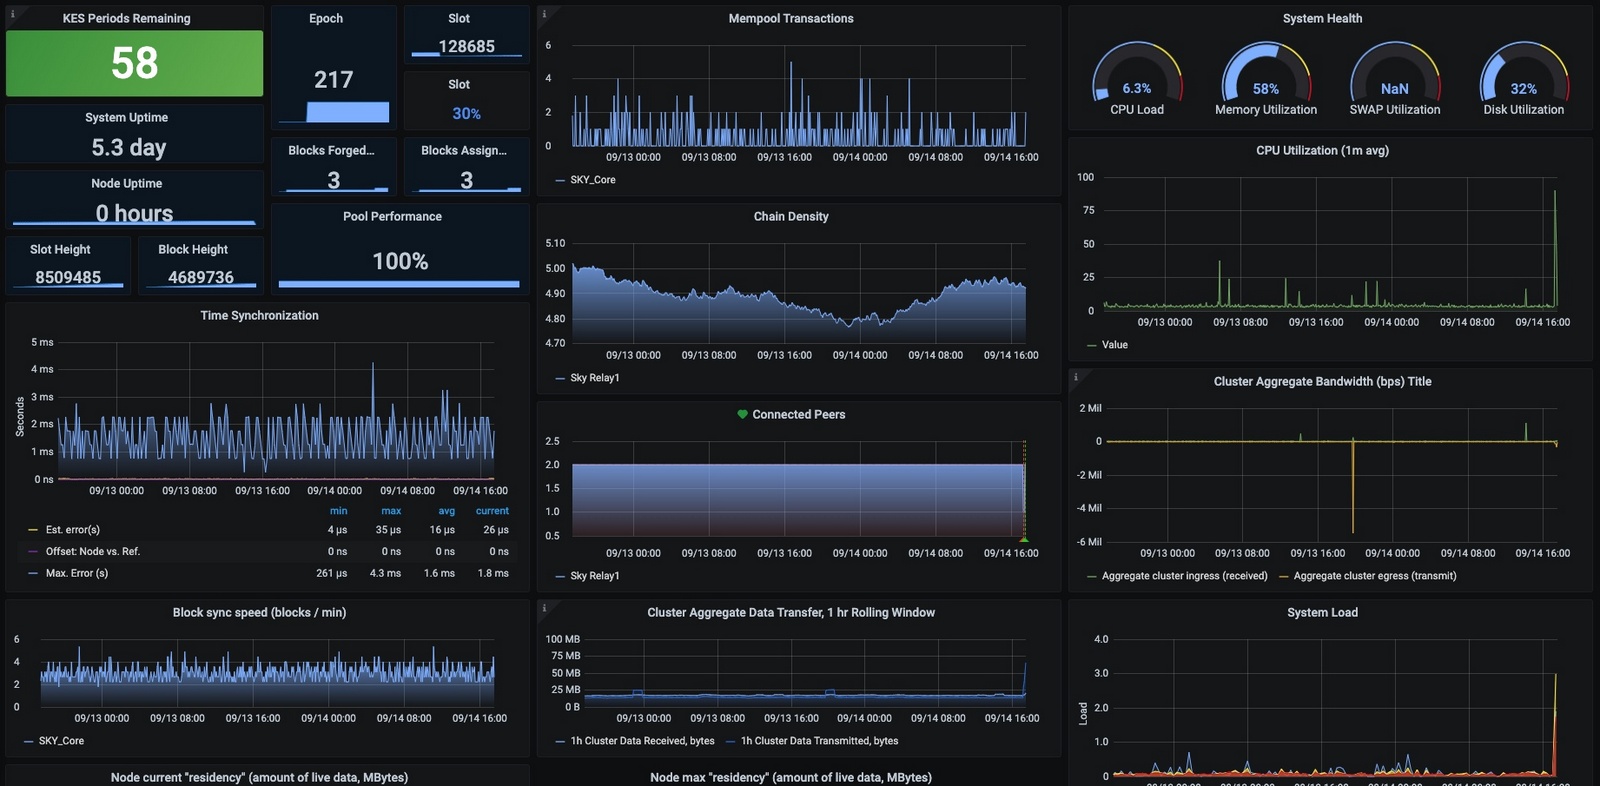 KES Periods Remaining
58
System Uptime
5.3 day
Node Uptime
0 hours
Slot Height
8509485
Block Height
4689736
Epoch
217
Slot
128685
Slot
30%
Blocks Forged...
3
Blocks Assign...
3
Pool Performance
100%
Time Synchronization
5 ms
4 ms
3 ms
2 ms
1 ms
0 ns
Seconds
09/13 00:00 09/13 08:00 09/13 16:00 09/14 00:00 09/14 08:00 09/14 16:00
min max avg current
Est. error(s) 4 µs 35 µs 16 µs 26 µs
Offset: Node vs. Ref. 0 ns 0 ns 0 ns 0 ns
Max. Error (s) 261 µs 4.3 ms 1.6 ms 1.8 ms
Block sync speed (blocks / min)
6
4
2
0
09/13 00:00 09/13 08:00 09/13 16:00 09/14 00:00 09/14 08:00 09/14 16:00
SKY_Core
Node current "residency" (amount of live data, MBytes)
Mempool Transactions
6
4
2
0
09/13 00:00 09/13 08:00 09/13 16:00 09/14 00:00 09/14 08:00 09/14 16:00
SKY_Core
Chain Density
5.10
5.00
4.90
4.80
4.70
09/13 00:00 09/13 08:00 09/13 16:00 09/14 00:00 09/14 08:00 09/14 16:00
Sky Relay1
Connected Peers
2.5
2.0
1.5
1.0
0.5
09/13 00:00 09/13 08:00 09/13 16:00 09/14 00:00 09/14 08:00 09/14 16:00
Sky Relay1
Cluster Aggregate Data Transfer, 1 hr Rolling Window
100 MB
75 MB
50 MB
25 MB
0 B
09/13 00:00 09/13 08:00 09/13 16:00 09/14 00:00 09/14 08:00 09/14 16:00
1h Cluster Data Received, bytes 1h Cluster Data Transmitted, bytes
Node max "residency" (amount of live data, MBytes)
System Health
6.3% 58% NaN 32%
CPU Load Memory Utilization SWAP Utilization Disk Utilization
CPU Utilization (1m avg)
100
75
50
25
0
09/13 00:00 09/13 08:00 09/13 16:00 09/14 00:00 09/14 08:00 09/14 16:00
Value
Cluster Aggregate Bandwidth (bps) Title
2 Mil
0
-2 Mil
-4 Mil
-6 Mil
09/13 00:00 09/13 08:00 09/13 16:00 09/14 00:00 09/14 08:00 09/14 16:00
Aggregate cluster ingress (received) Aggregate cluster egress (transmit)
System Load
4.0
3.0
2.0
1.0
0
Load